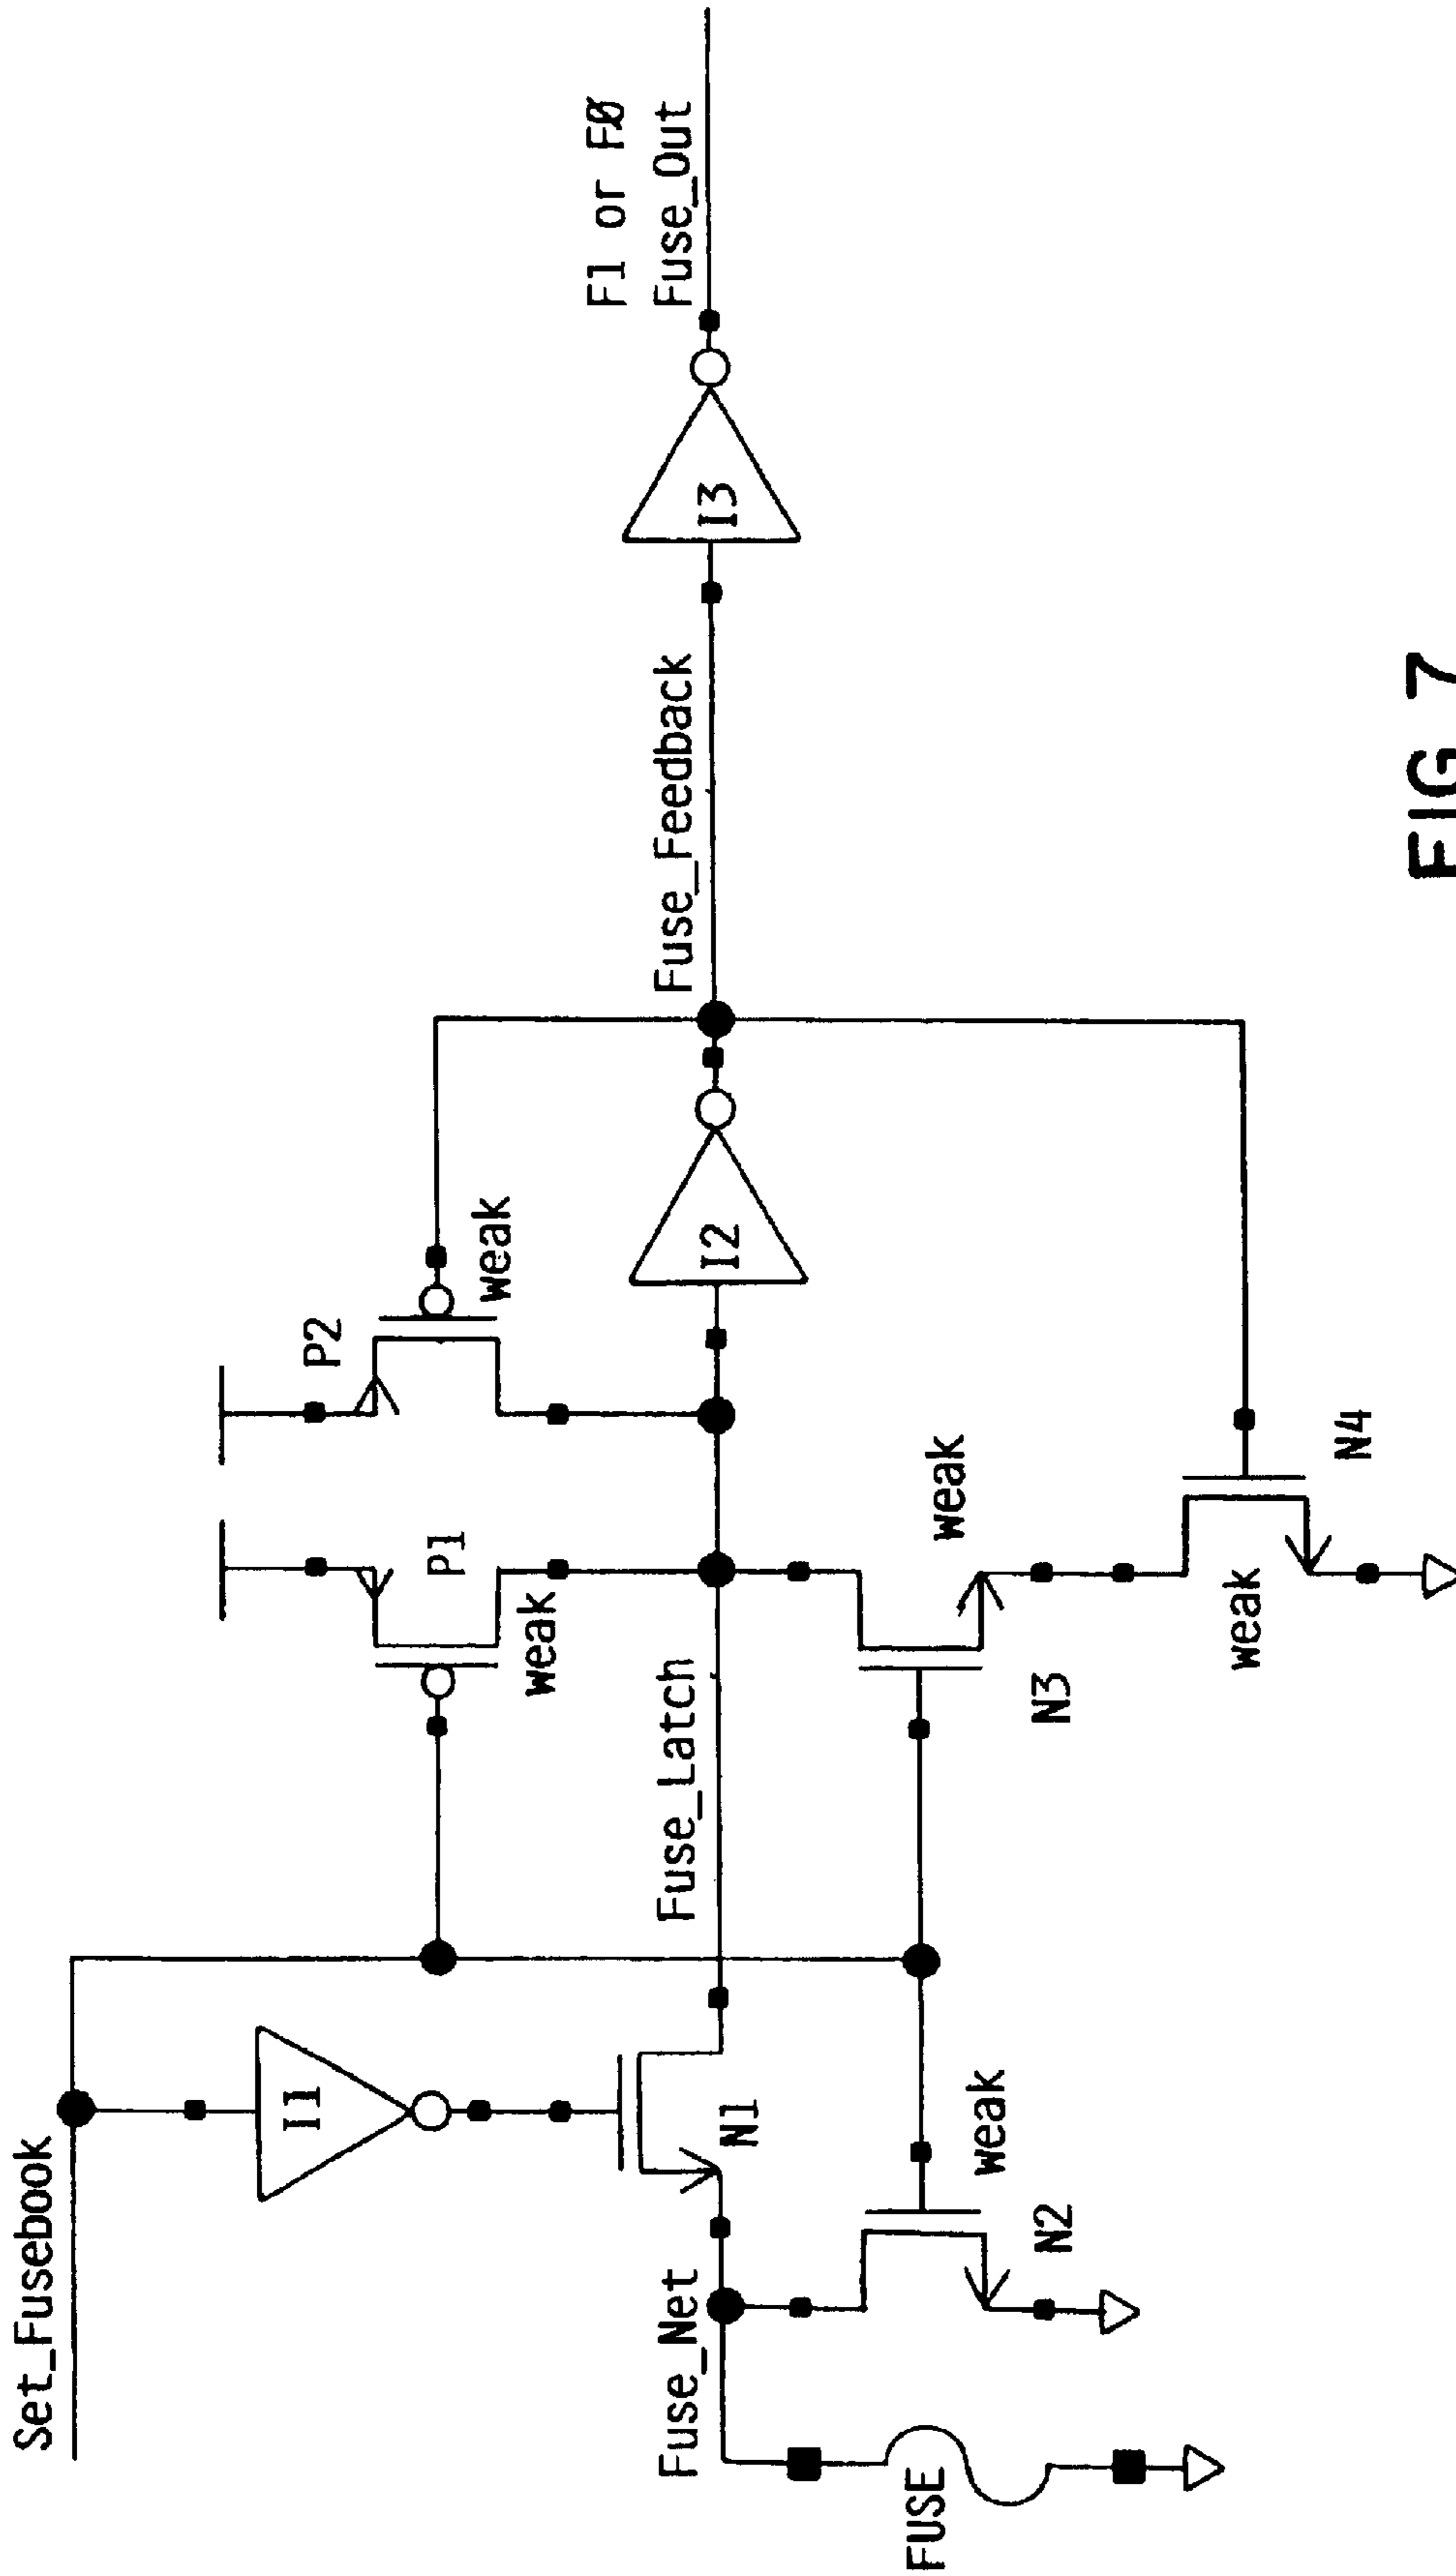 Set_Fusebook
I1
P1
weak
P2
weak
F1 or FØ
Fuse_Out
Fuse_Net
N1
Fuse_Latch
I2
Fuse_Feedback
I3
FUSE
N2
weak
N3
weak
weak
N4
FIG 7